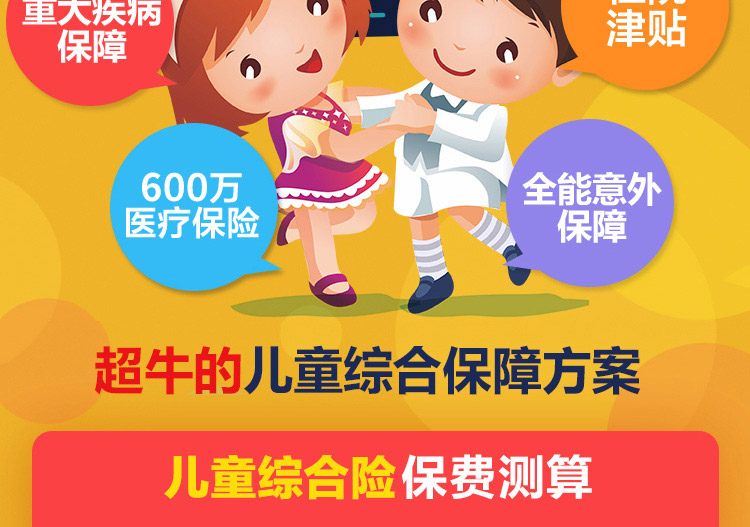 重大疾病
保障
住院
津贴
600万
医疗保险
全能意外
保障
超牛的儿童综合保障方案
儿童综合险 保费测算